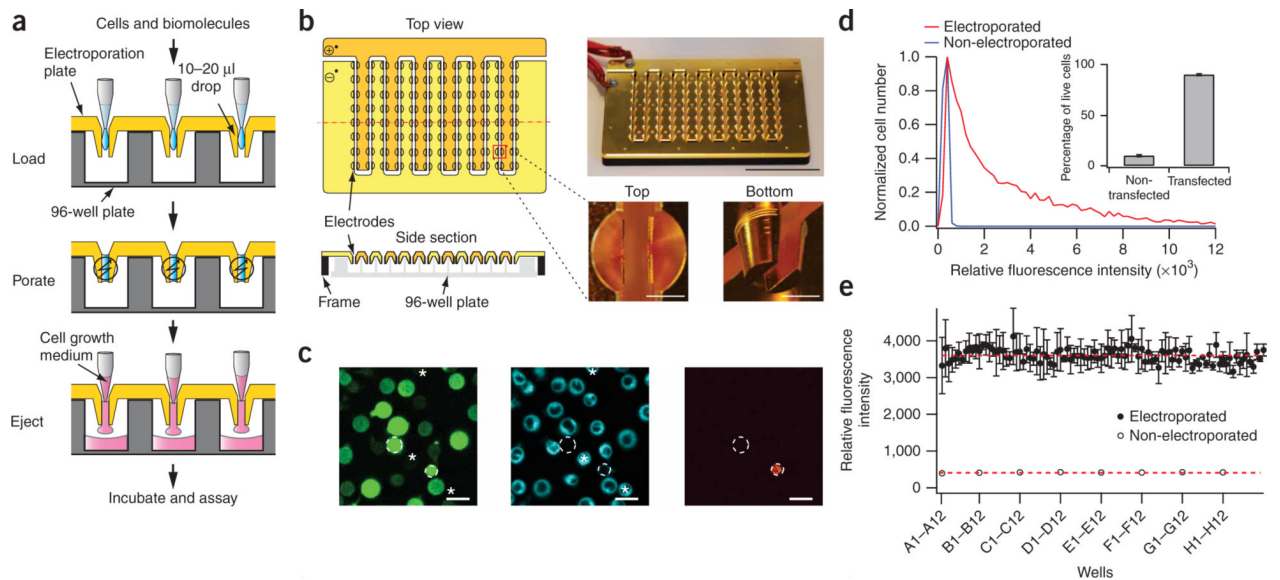 a
Cells and biomolecules
Electroporation
plate
10–20 µl
drop
Load
96-well plate
Porate
Cell growth
medium
Eject
Incubate and assay
b
Top view
+
–
Electrodes
Side section
Frame
96-well plate
Top
Bottom
c
*
*
*
*
*
*
d
Electroporated
Non-electroporated
Normalized cell number
1.0
0.8
0.6
0.4
0.2
0.0
0
2
4
6
8
10
12
Relative fluorescence intensity (×10³)
Percentage of live cells
100
80
60
40
20
0
Non-
transfected
Transfected
e
Relative fluorescence
intensity
4,000
3,000
2,000
1,000
0
Electroporated
Non-electroporated
A1–A12
B1–B12
C1–C12
D1–D12
E1–E12
F1–F12
G1–G12
H1–H12
Wells